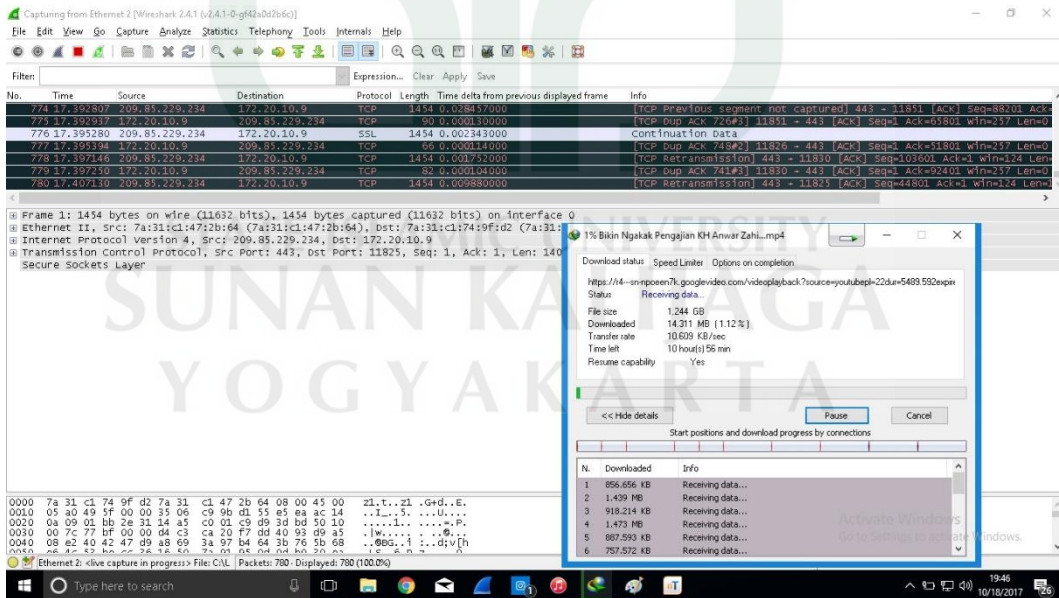 Capturing from Ethernet 2 [Wireshark 2.4.1 (v2.4.1-0-gf42a0d2b6c)]
File Edit View Go Capture Analyze Statistics Telephony Tools Internals Help
Filter: Expression... Clear Apply Save
No. Time Source Destination Protocol Length Time delta from previous displayed frame Info
774 17.392807 209.85.229.234 172.20.10.9 TCP 1454 0.028457000 [TCP Previous segment not captured] 443 → 11851 [ACK] Seq=88201 Ack=
775 17.392937 172.20.10.9 209.85.229.234 TCP 90 0.000130000 [TCP Dup ACK 726#3] 11851 → 443 [ACK] Seq=1 Ack=65801 Win=257 Len=0
776 17.395280 209.85.229.234 172.20.10.9 SSL 1454 0.002343000 Continuation Data
777 17.395394 172.20.10.9 209.85.229.234 TCP 66 0.000114000 [TCP Dup ACK 748#2] 11826 → 443 [ACK] Seq=1 Ack=51801 Win=257 Len=0
778 17.397146 209.85.229.234 172.20.10.9 TCP 1454 0.001752000 [TCP Retransmission] 443 → 11830 [ACK] Seq=103601 Ack=1 Win=124 Len=
779 17.397250 172.20.10.9 209.85.229.234 TCP 82 0.000104000 [TCP Dup ACK 741#3] 11830 → 443 [ACK] Seq=1 Ack=92401 Win=257 Len=0
780 17.407130 209.85.229.234 172.20.10.9 TCP 1454 0.009880000 [TCP Retransmission] 443 → 11825 [ACK] Seq=44801 Ack=1 Win=124 Len=1
Frame 1: 1454 bytes on wire (11632 bits), 1454 bytes captured (11632 bits) on interface 0
Ethernet II, Src: 7a:31:c1:47:2b:64 (7a:31:c1:47:2b:64), Dst: 7a:31:c1:74:9f:d2 (7a:31:
Internet Protocol Version 4, Src: 209.85.229.234, Dst: 172.20.10.9
Transmission Control Protocol, Src Port: 443, Dst Port: 11825, Seq: 1, Ack: 1, Len: 140
Secure Sockets Layer
UNIVERSITY
SUNAN KALIJAGA
YOGYAKARTA
1% Bikin Ngakak Pengajian KH Anwar Zahi...mp4
Download status Speed Limiter Options on completion
https://r4---sn-npoeen7k.googlevideo.com/videoplayback?source=youtubepl=22dur=5489.592expire
Status Receiving data...
File size 1.244 GB
Downloaded 14.311 MB ( 1.12 % )
Transfer rate 10.609 KB/sec
Time left 10 hour(s) 56 min
Resume capability Yes
<< Hide details Pause Cancel
Start positions and download progress by connections
N. Downloaded Info
1 856.656 KB Receiving data...
2 1.439 MB Receiving data...
3 918.214 KB Receiving data...
4 1.473 MB Receiving data...
5 887.593 KB Receiving data...
6 757.572 KB Receiving data...
Activate Windows
Go to Settings to activate Windows.
0000 7a 31 c1 74 9f d2 7a 31 c1 47 2b 64 08 00 45 00 z1.t..z1 .G+d..E.
0010 05 a0 49 5f 00 00 35 06 c9 9b d1 55 e5 ea ac 14 ..I_..5. ...U....
0020 0a 09 01 bb 2e 31 14 a5 c0 01 c9 d9 3d bd 50 10 .....1.. ....=.P.
0030 00 7c 77 bf 00 00 d4 c3 ca 20 f7 dd 40 93 d9 a5 .|w..... . ..@...
0040 08 e2 40 42 47 d9 a8 69 3a 97 b4 64 3b 76 5b 68 ..@BG..i :..d;v[h
Ethernet 2: <live capture in progress> File: C:\L Packets: 780 · Displayed: 780 (100.0%)
Type here to search
19:46
10/18/2017
26